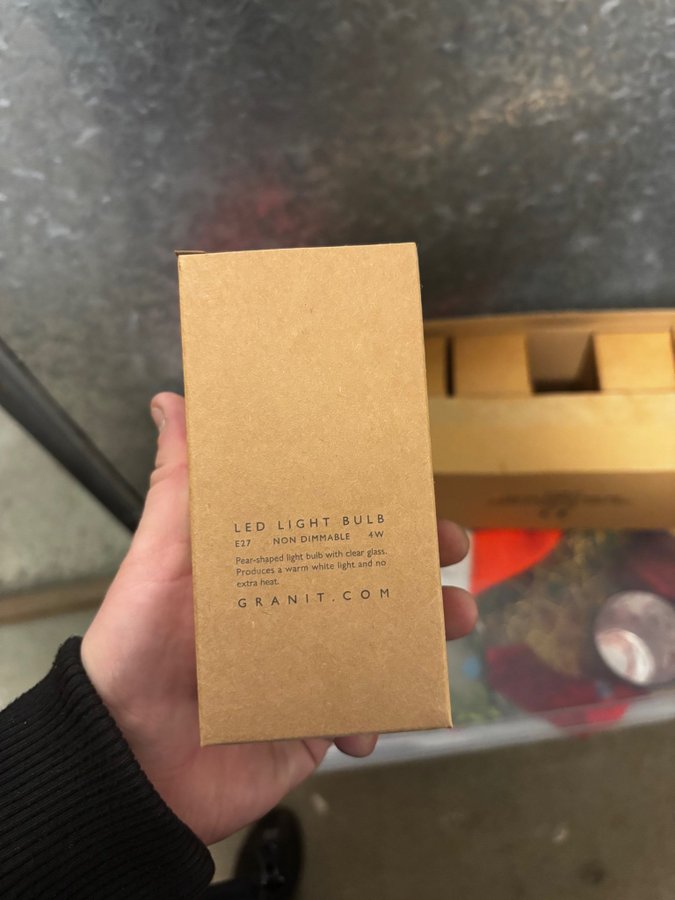 LED LIGHT BULB
E27 NON DIMMABLE 4W
Pear-shaped light bulb with clear glass.
Produces a warm white light and no
extra heat.
GRANIT.COM